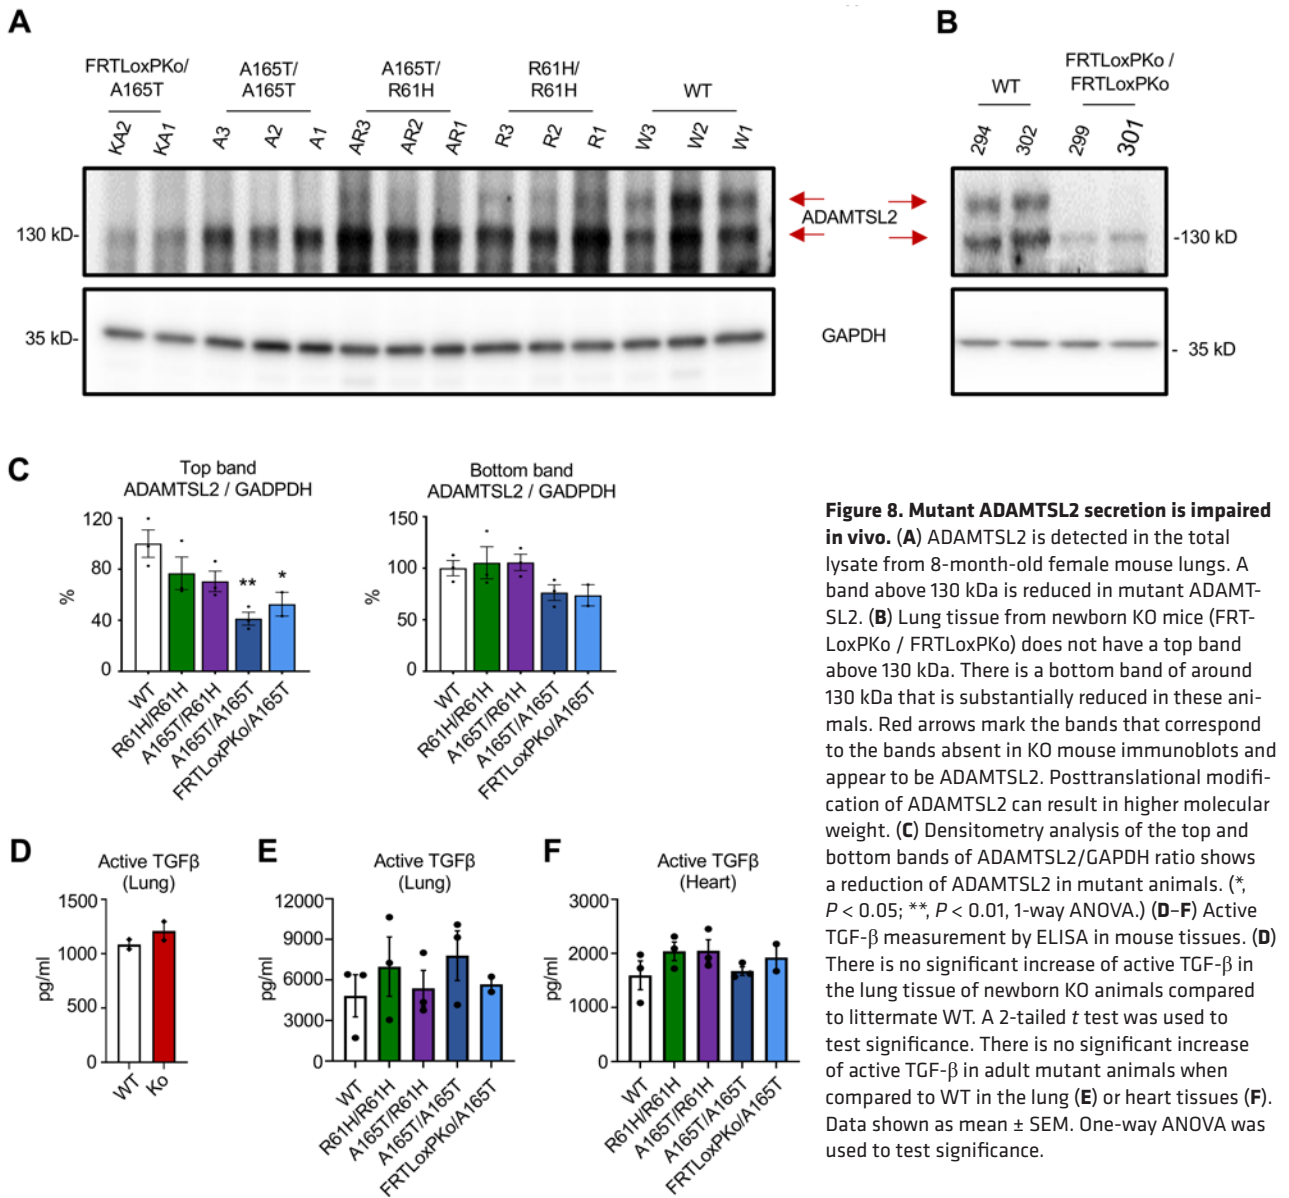 A
B
FRTLoxPKo/
A165T
A165T/
A165T
A165T/
R61H
R61H/
R61H
WT
KA2 KA1 A3 A2 A1 AR3 AR2 AR1 R3 R2 R1 W3 W2 W1
WT
FRTLoxPKo /
FRTLoxPKo
294 302 299 301
130 kD-
ADAMTSL2
-130 kD
35 kD-
GAPDH
- 35 kD
C
Top band
ADAMTSL2 / GADPDH
120
80
40
0
%
**
*
WT
R61H/R61H
A165T/R61H
A165T/A165T
FRTLoxPKo/A165T
Bottom band
ADAMTSL2 / GADPDH
150
100
50
0
%
WT
R61H/R61H
A165T/R61H
A165T/A165T
FRTLoxPKo/A165T
D
Active TGFβ
(Lung)
1500
1000
500
0
pg/ml
WT
Ko
E
Active TGFβ
(Lung)
12000
9000
6000
3000
0
pg/ml
WT
R61H/R61H
A165T/R61H
A165T/A165T
FRTLoxPKo/A165T
F
Active TGFβ
(Heart)
3000
2000
1000
0
pg/ml
WT
R61H/R61H
A165T/R61H
A165T/A165T
FRTLoxPKo/A165T
Figure 8. Mutant ADAMTSL2 secretion is impaired
in vivo. (A) ADAMTSL2 is detected in the total
lysate from 8-month-old female mouse lungs. A
band above 130 kDa is reduced in mutant ADAMT-
SL2. (B) Lung tissue from newborn KO mice (FRT-
LoxPKo / FRTLoxPKo) does not have a top band
above 130 kDa. There is a bottom band of around
130 kDa that is substantially reduced in these ani-
mals. Red arrows mark the bands that correspond
to the bands absent in KO mouse immunoblots and
appear to be ADAMTSL2. Posttranslational modifi-
cation of ADAMTSL2 can result in higher molecular
weight. (C) Densitometry analysis of the top and
bottom bands of ADAMTSL2/GAPDH ratio shows
a reduction of ADAMTSL2 in mutant animals. (*,
P < 0.05; **, P < 0.01, 1-way ANOVA.) (D–F) Active
TGF-β measurement by ELISA in mouse tissues. (D)
There is no significant increase of active TGF-β in
the lung tissue of newborn KO animals compared
to littermate WT. A 2-tailed t test was used to
test significance. There is no significant increase
of active TGF-β in adult mutant animals when
compared to WT in the lung (E) or heart tissues (F).
Data shown as mean ± SEM. One-way ANOVA was
used to test significance.